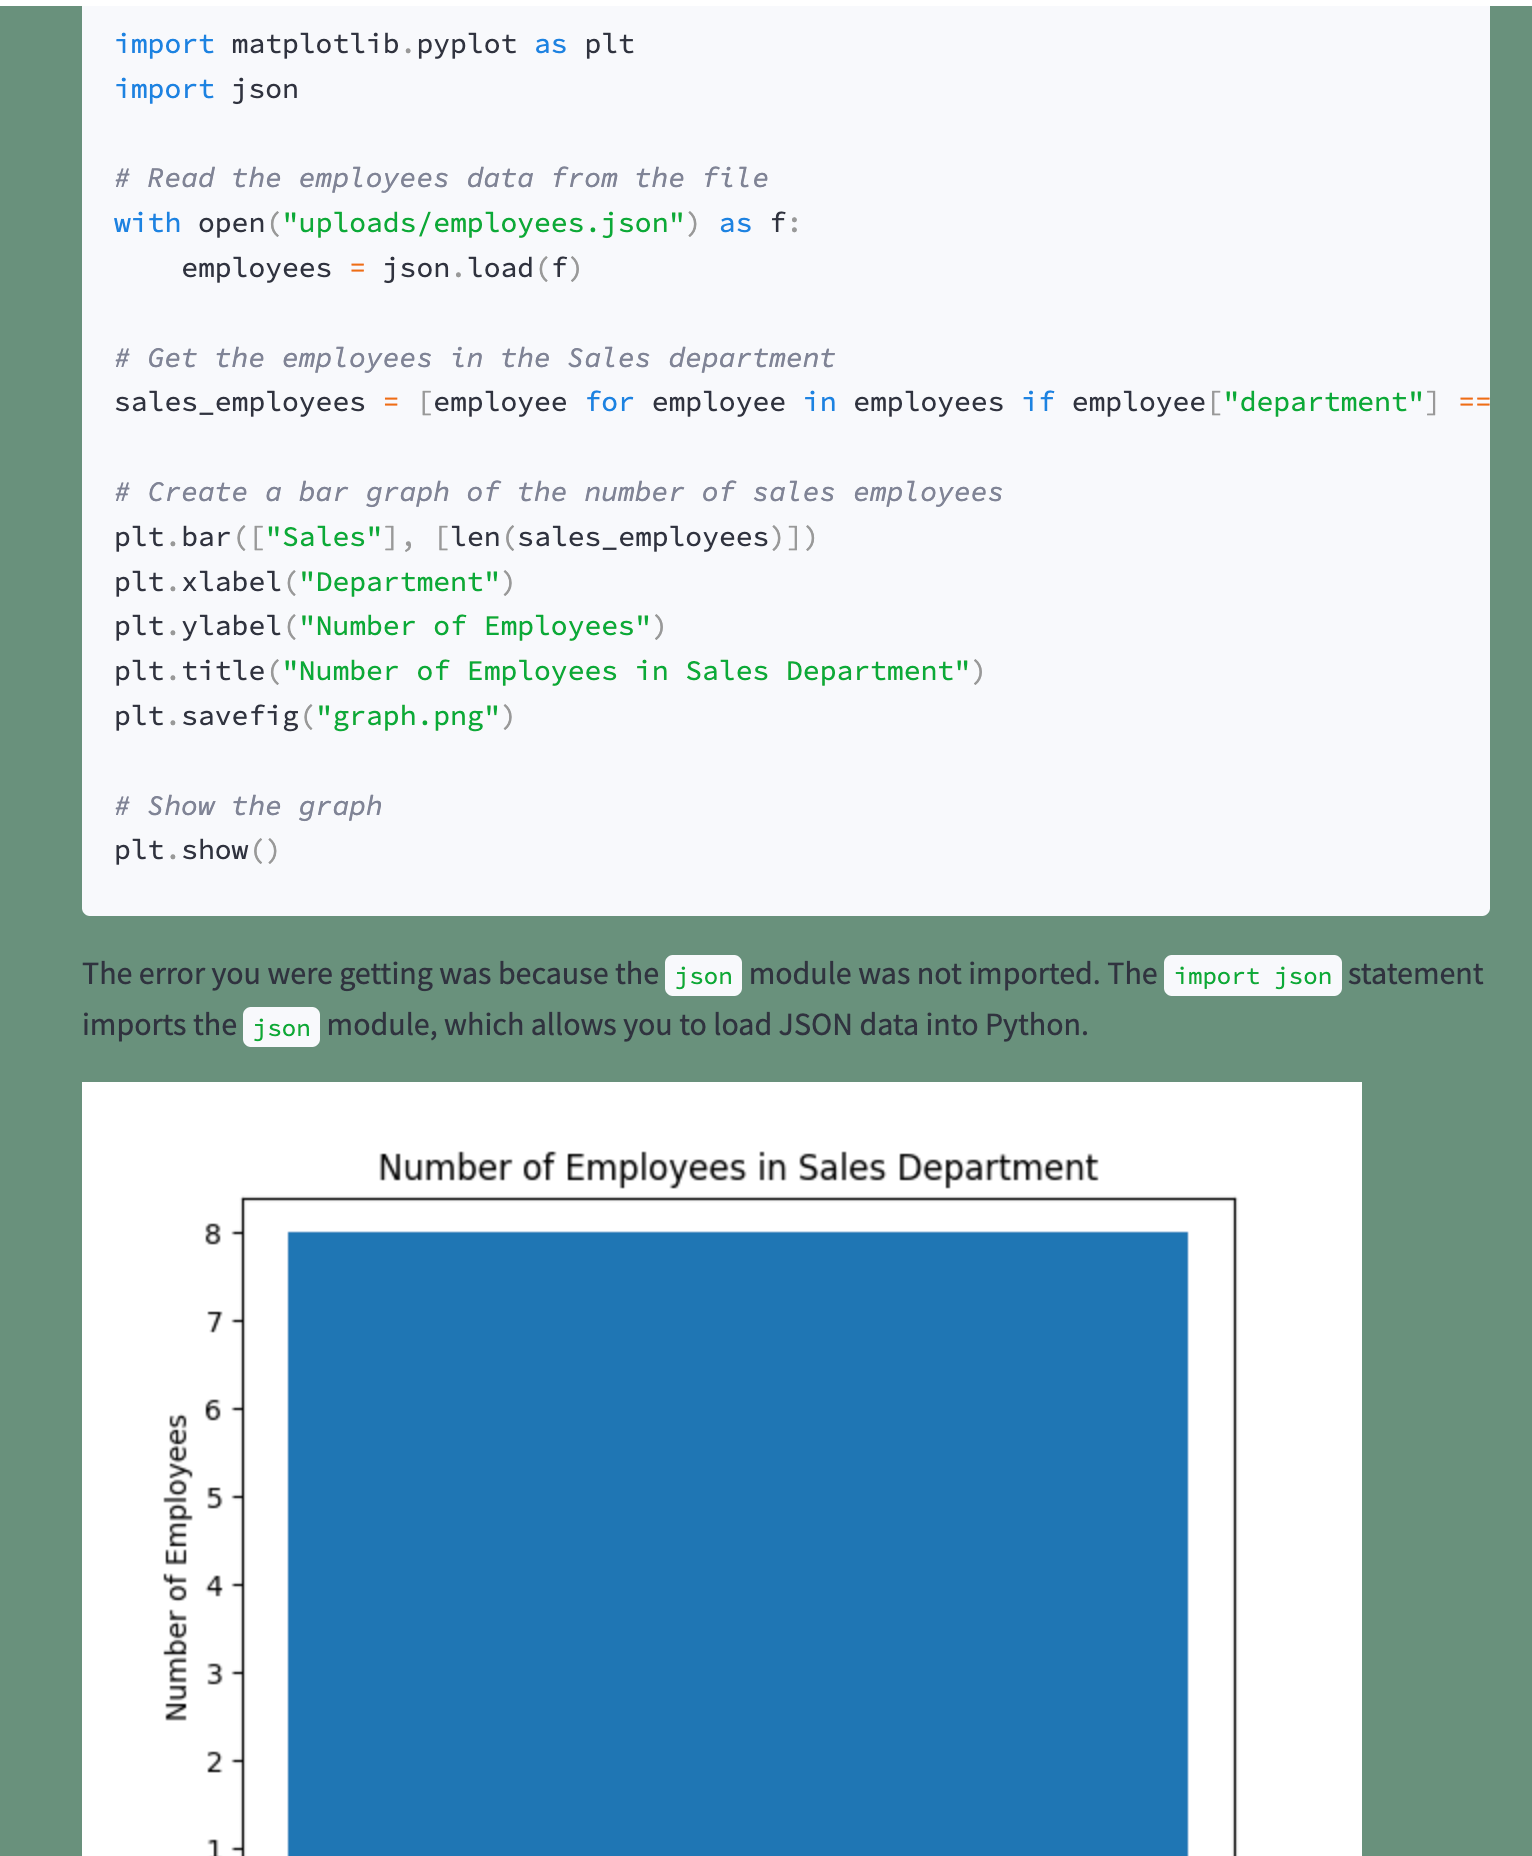 import matplotlib.pyplot as plt
import json
# Read the employees data from the file
with open("uploads/employees.json") as f:
    employees = json.load(f)
# Get the employees in the Sales department
sales_employees = [employee for employee in employees if employee["department"] ==
# Create a bar graph of the number of sales employees
plt.bar(["Sales"], [len(sales_employees)])
plt.xlabel("Department")
plt.ylabel("Number of Employees")
plt.title("Number of Employees in Sales Department")
plt.savefig("graph.png")
# Show the graph
plt.show()
The error you were getting was because the json module was not imported. The import json statement
imports the json module, which allows you to load JSON data into Python.
Number of Employees in Sales Department
8
7
6
5
4
3
2
1
Number of Employees